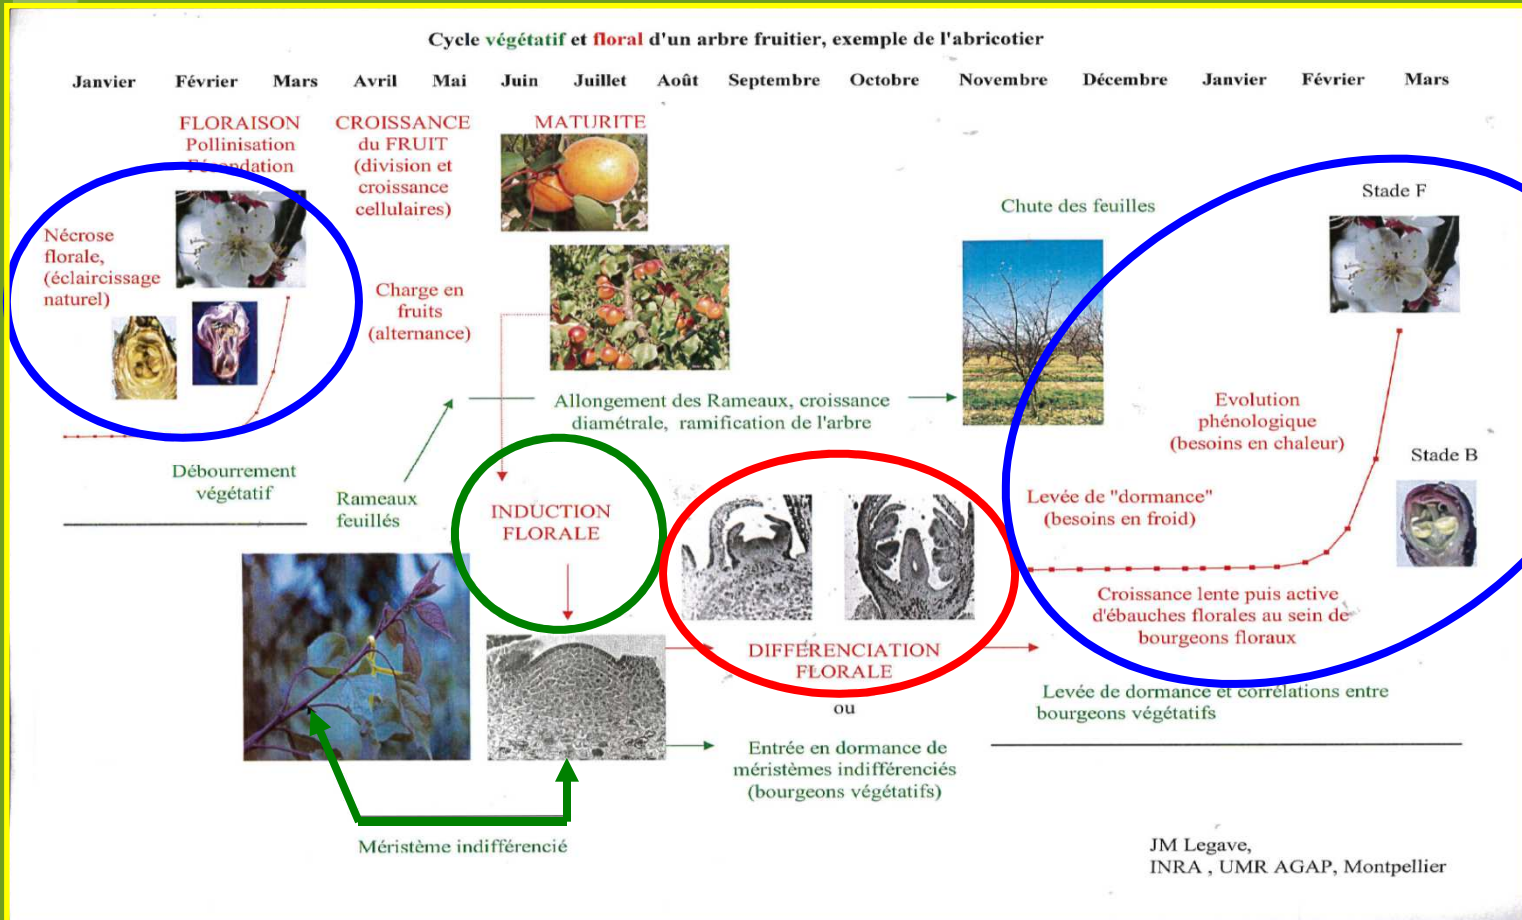 Cycle végétatif et floral d'un arbre fruitier, exemple de l'abricotier
Janvier Février Mars Avril Mai Juin Juillet Août Septembre Octobre Novembre Décembre Janvier Février Mars
FLORAISON
Pollinisation
Fécondation
CROISSANCE
du FRUIT
(division et
croissance
cellulaires)
MATURITE
Nécrose
florale,
(éclaircissage
naturel)
Charge en
fruits
(alternance)
Chute des feuilles
Stade F
Allongement des Rameaux, croissance
diamétrale, ramification de l'arbre
Evolution
phénologique
(besoins en chaleur)
Stade B
Débourrement
végétatif
Rameaux
feuillés
INDUCTION
FLORALE
Levée de "dormance"
(besoins en froid)
Croissance lente puis active
d'ébauches florales au sein de
bourgeons floraux
DIFFÉRENCIATION
FLORALE
ou
Levée de dormance et corrélations entre
bourgeons végétatifs
Entrée en dormance de
méristèmes indifférenciés
(bourgeons végétatifs)
Méristème indifférencié
JM Legave,
INRA , UMR AGAP, Montpellier